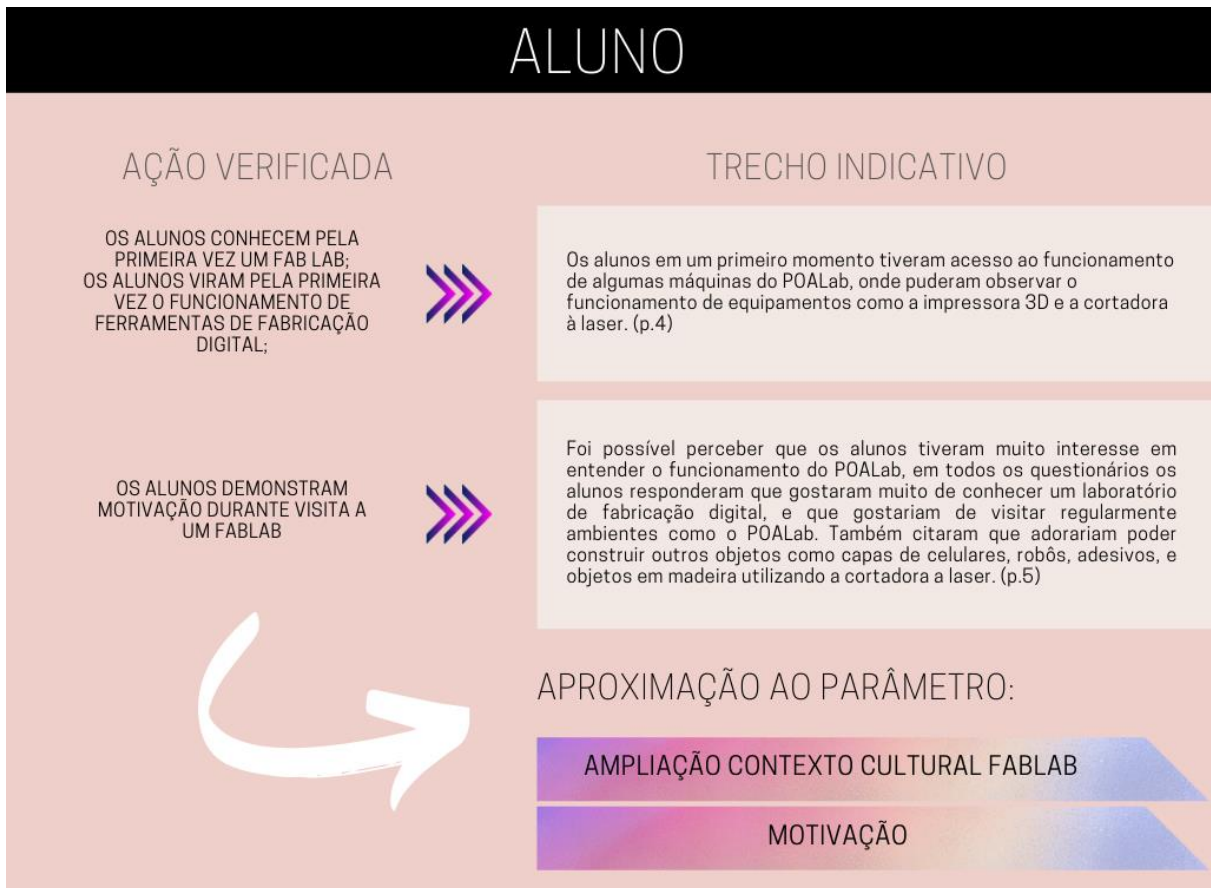 ALUNO
AÇÃO VERIFICADA
TRECHO INDICATIVO
OS ALUNOS CONHECEM PELA
PRIMEIRA VEZ UM FAB LAB;
OS ALUNOS VIRAM PELA PRIMEIRA
VEZ O FUNCIONAMENTO DE
FERRAMENTAS DE FABRICAÇÃO
DIGITAL;
Os alunos em um primeiro momento tiveram acesso ao funcionamento
de algumas máquinas do POALab, onde puderam observar o
funcionamento de equipamentos como a impressora 3D e a cortadora
à laser. (p.4)
OS ALUNOS DEMONSTRAM
MOTIVAÇÃO DURANTE VISITA A
UM FABLAB
Foi possível perceber que os alunos tiveram muito interesse em
entender o funcionamento do POALab, em todos os questionários os
alunos responderam que gostaram muito de conhecer um laboratório
de fabricação digital, e que gostariam de visitar regularmente
ambientes como o POALab. Também citaram que adorariam poder
construir outros objetos como capas de celulares, robôs, adesivos, e
objetos em madeira utilizando a cortadora a laser. (p.5)
APROXIMAÇÃO AO PARÂMETRO:
AMPLIAÇÃO CONTEXTO CULTURAL FABLAB
MOTIVAÇÃO